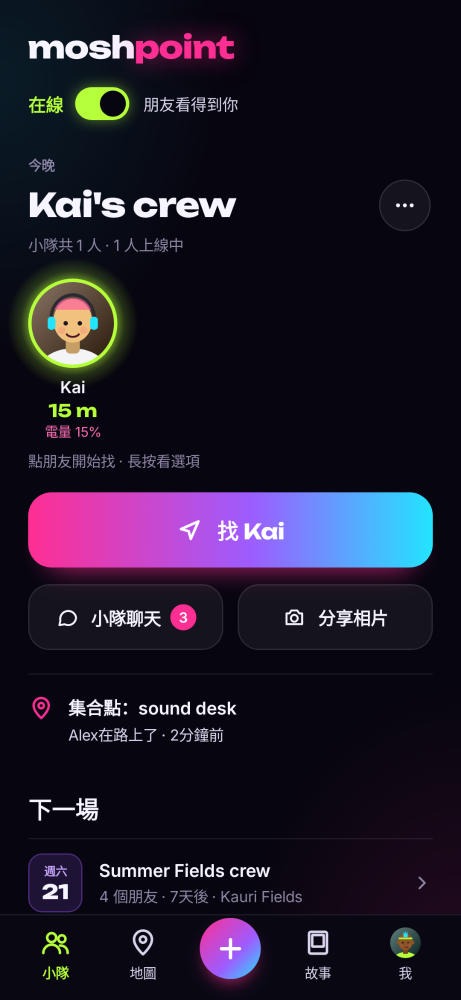 moshpoint
在線 朋友看得到你
今晚
Kai's crew
小隊共 1 人 · 1 人上線中
Kai
15 m
電量 15%
點朋友開始找 · 長按看選項
找 Kai
小隊聊天 3 分享相片
集合點：sound desk
Alex在路上了 · 2分鐘前
下一場
週六
21
Summer Fields crew
4 個朋友 · 7天後 · Kauri Fields
小隊 地圖 故事 我